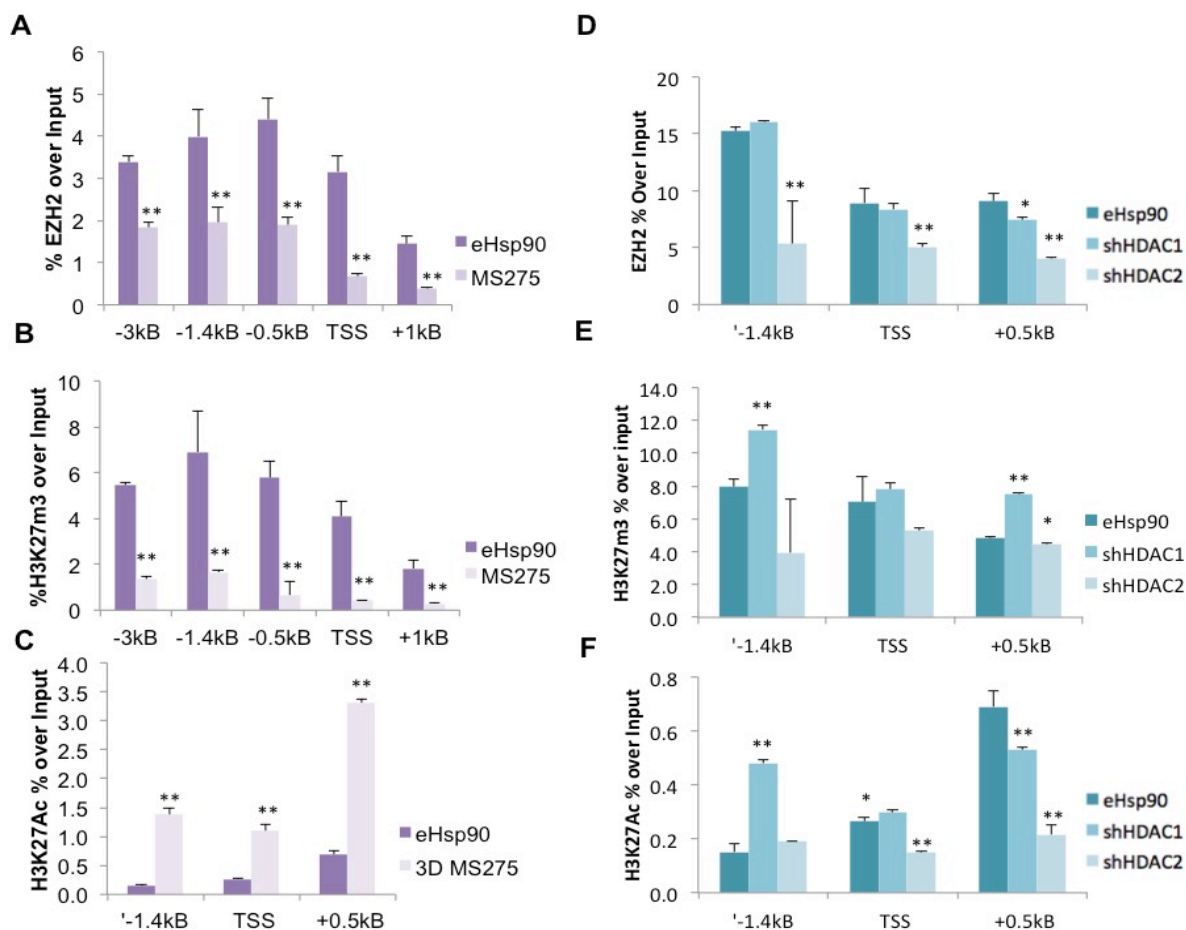 A
% EZH2 over Input
6
5
4
3
2
1
0
** ** ** ** **
-3kB -1.4kB -0.5kB TSS +1kB
eHsp90
MS275
B
%H3K27m3 over Input
10
8
6
4
2
0
** ** ** ** **
-3kB -1.4kB -0.5kB TSS +1kB
eHsp90
MS275
C
H3K27Ac % over Input
4.0
3.5
3.0
2.5
2.0
1.5
1.0
0.5
0.0
** ** **
'-1.4kB TSS +0.5kB
eHsp90
3D MS275
D
EZH2 % Over Input
20
15
10
5
0
** ** * **
'-1.4kB TSS +0.5kB
eHsp90
shHDAC1
shHDAC2
E
H3K27m3 % over input
14.0
12.0
10.0
8.0
6.0
4.0
2.0
0.0
** ** *
'-1.4kB TSS +0.5kB
eHsp90
shHDAC1
shHDAC2
F
H3K27Ac % over Input
0.8
0.6
0.4
0.2
0
** * ** ** **
'-1.4kB TSS +0.5kB
eHsp90
shHDAC1
shHDAC2